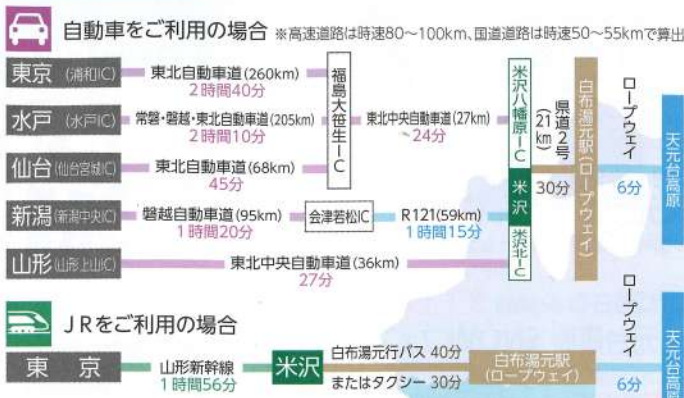 自動車をご利用の場合 ※高速道路は時速80〜100km、国道道路は時速50〜55kmで算出
東京 (浦和IC) 東北自動車道(260km)
2時間40分
水戸 (水戸IC) 常磐・磐越・東北自動車道(205km)
2時間10分
仙台 (仙台宮城IC) 東北自動車道(68km)
45分
福島大笹生IC
東北中央自動車道(27km)
24分
新潟 (新潟中央IC) 磐越自動車道(95km)
1時間20分
会津若松IC
R121(59km)
1時間15分
山形 (山形上山IC) 東北中央自動車道(36km)
27分
米沢八幡原IC
米沢
米沢北IC
県道2号
(21km)
30分
白布湯元駅(ロープウェイ)
ロープウェイ
6分
天元台高原
JRをご利用の場合
東京
山形新幹線
1時間56分
米沢
白布湯元行バス 40分
またはタクシー 30分
白布湯元駅
(ロープウェイ)
ロープウェイ
6分
天元台高原